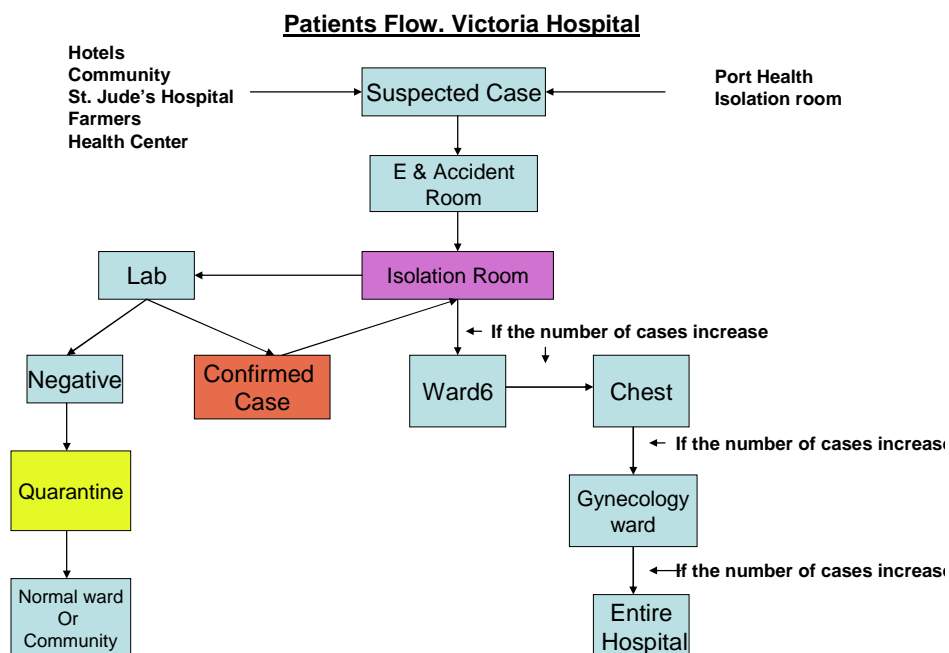 Patients Flow. Victoria Hospital
Hotels
Community
St. Jude's Hospital
Farmers
Health Center
Suspected Case
Port Health
Isolation room
E & Accident
Room
Lab
Isolation Room
If the number of cases increase
Negative
Confirmed
Case
Ward6
Chest
If the number of cases increase
Quarantine
Gynecology
ward
If the number of cases increase
Normal ward
Or
Community
Entire
Hospital